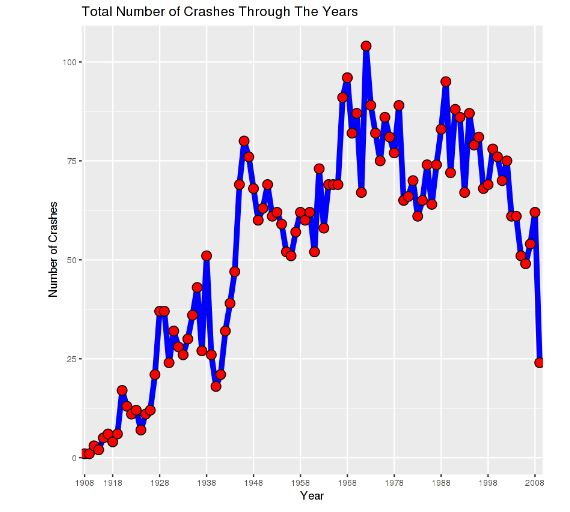 Total Number of Crashes Through The Years
Number of Crashes
100
75
50
25
0
1908 1918 1928 1938 1948 1958 1968 1978 1988 1998 2008
Year